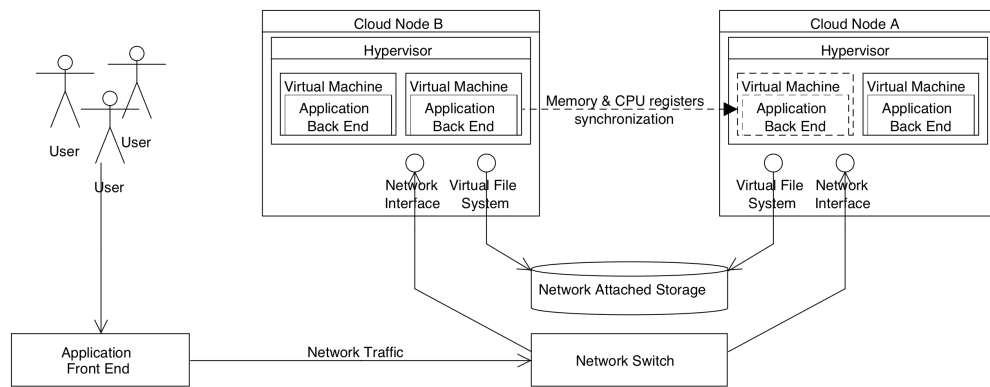 Cloud Node B
Cloud Node A
Hypervisor
Hypervisor
Virtual Machine
Application
Back End
Virtual Machine
Application
Back End
Memory & CPU registers
synchronization
Virtual Machine
Application
Back End
Virtual Machine
Application
Back End
User
User
User
Network
Interface
Virtual File
System
Virtual File
System
Network
Interface
Network Attached Storage
Application
Front End
Network Traffic
Network Switch